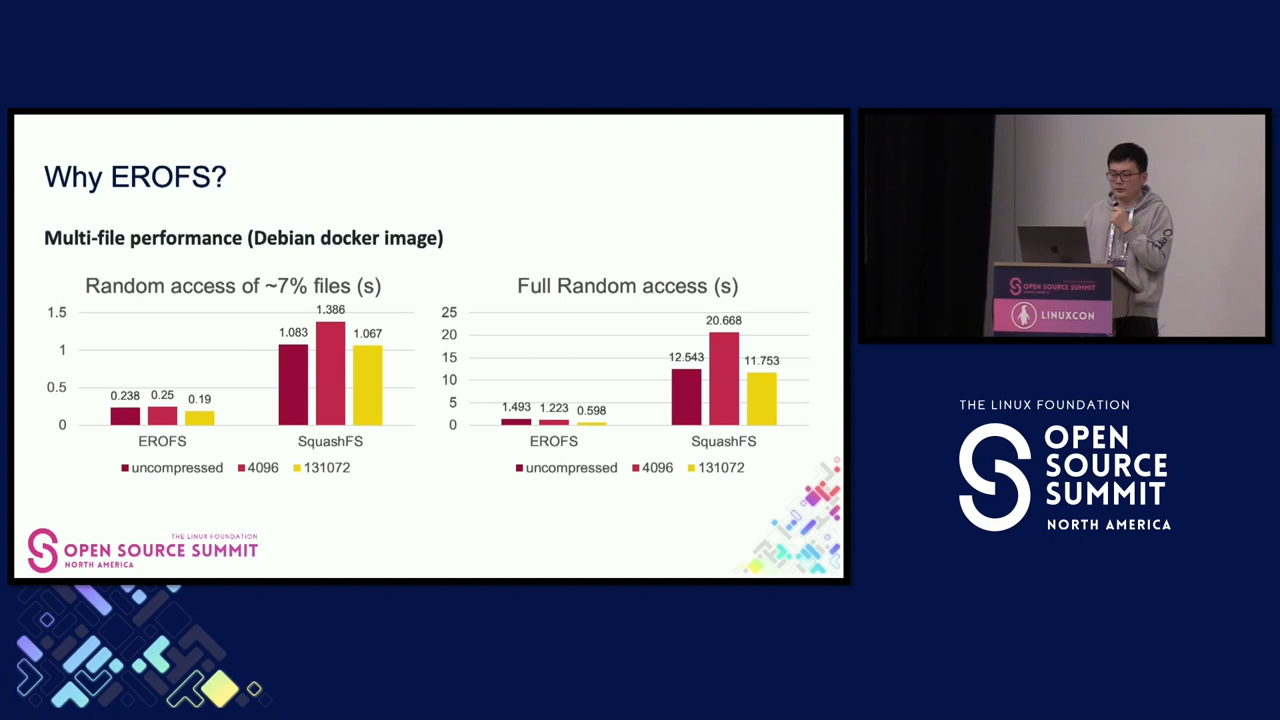 Why EROFS?
Multi-file performance (Debian docker image)
Random access of ~7% files (s)
1.5
1
0.5
0
0.238
0.25
0.19
1.083
1.386
1.067
EROFS
SquashFS
uncompressed
4096
131072
Full Random access (s)
25
20
15
10
5
0
1.493
1.223
0.598
12.543
20.668
11.753
EROFS
SquashFS
uncompressed
4096
131072
THE LINUX FOUNDATION
OPEN SOURCE SUMMIT
NORTH AMERICA
OPEN SOURCE SUMMIT
LINUXCON
THE LINUX FOUNDATION
OPEN
SOURCE
SUMMIT
NORTH AMERICA